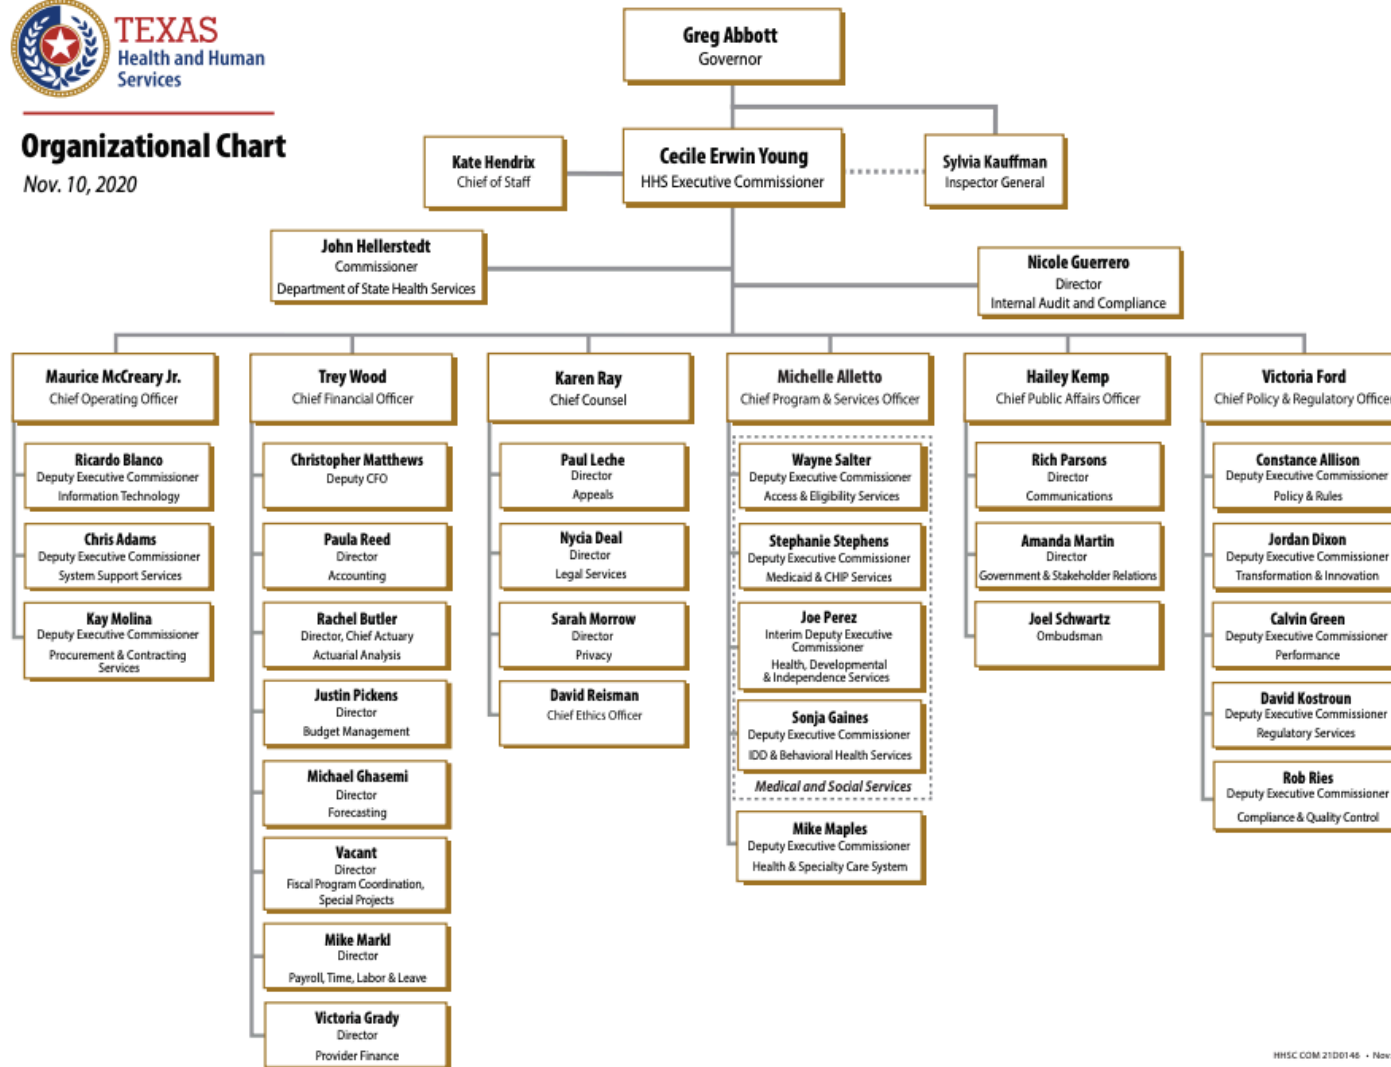 TEXAS
Health and Human
Services
Organizational Chart
Nov. 10, 2020
Greg Abbott
Governor
Kate Hendrix
Chief of Staff
Cecile Erwin Young
HHS Executive Commissioner
Sylvia Kauffman
Inspector General
John Hellerstedt
Commissioner
Department of State Health Services
Nicole Guerrero
Director
Internal Audit and Compliance
Maurice McCreary Jr.
Chief Operating Officer
Ricardo Blanco
Deputy Executive Commissioner
Information Technology
Chris Adams
Deputy Executive Commissioner
System Support Services
Kay Molina
Deputy Executive Commissioner
Procurement & Contracting
Services
Trey Wood
Chief Financial Officer
Christopher Matthews
Deputy CFO
Paula Reed
Director
Accounting
Rachel Butler
Director, Chief Actuary
Actuarial Analysis
Justin Pickens
Director
Budget Management
Michael Ghasemi
Director
Forecasting
Vacant
Director
Fiscal Program Coordination,
Special Projects
Mike Markl
Director
Payroll, Time, Labor & Leave
Victoria Grady
Director
Provider Finance
Karen Ray
Chief Counsel
Paul Leche
Director
Appeals
Nycia Deal
Director
Legal Services
Sarah Morrow
Director
Privacy
David Reisman
Chief Ethics Officer
Michelle Alletto
Chief Program & Services Officer
Wayne Salter
Deputy Executive Commissioner
Access & Eligibility Services
Stephanie Stephens
Deputy Executive Commissioner
Medicaid & CHIP Services
Joe Perez
Interim Deputy Executive
Commissioner
Health, Developmental
& Independence Services
Sonja Gaines
Deputy Executive Commissioner
IDD & Behavioral Health Services
Medical and Social Services
Mike Maples
Deputy Executive Commissioner
Health & Specialty Care System
Hailey Kemp
Chief Public Affairs Officer
Rich Parsons
Director
Communications
Amanda Martin
Director
Government & Stakeholder Relations
Joel Schwartz
Ombudsman
Victoria Ford
Chief Policy & Regulatory Officer
Constance Allison
Deputy Executive Commissioner
Policy & Rules
Jordan Dixon
Deputy Executive Commissioner
Transformation & Innovation
Calvin Green
Deputy Executive Commissioner
Performance
David Kostroun
Deputy Executive Commissioner
Regulatory Services
Rob Ries
Deputy Executive Commissioner
Compliance & Quality Control
HHSC COM 21D0146 • Nov.